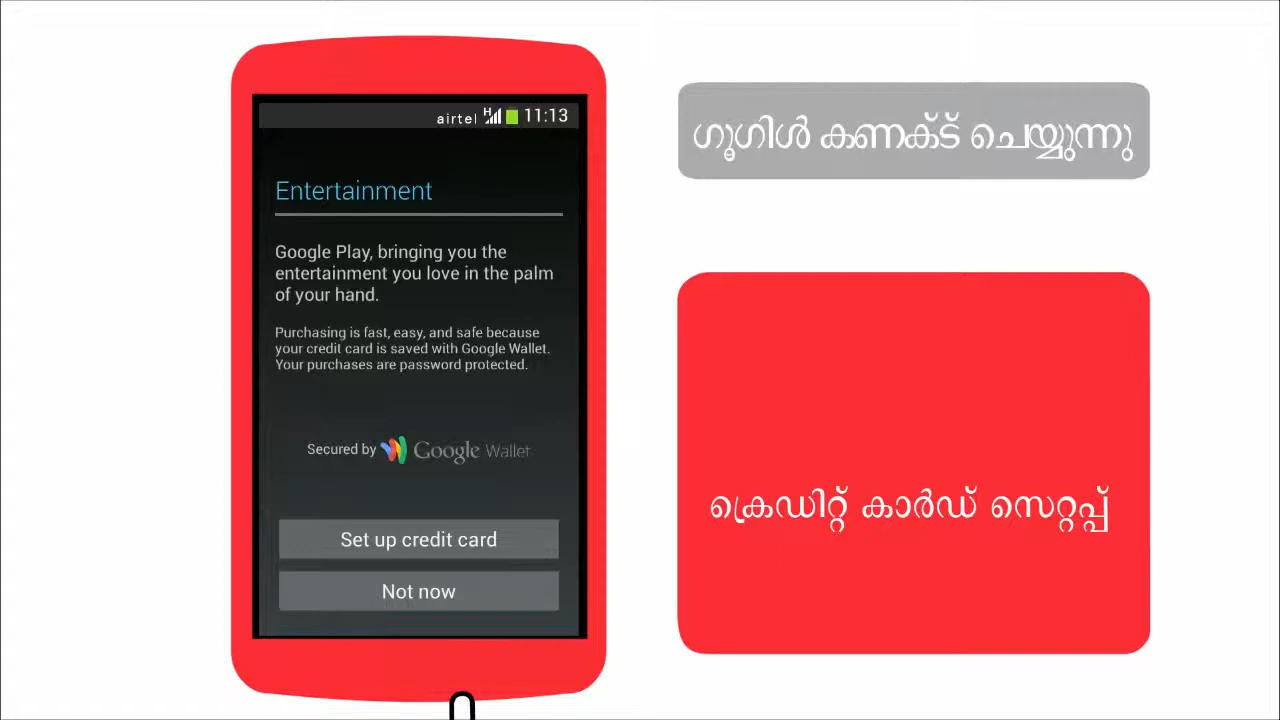 airtel H 11:13
Entertainment
Google Play, bringing you the
entertainment you love in the palm
of your hand.
Purchasing is fast, easy, and safe because
your credit card is saved with Google Wallet.
Your purchases are password protected.
Secured by Google Wallet
Set up credit card
Not now
ഗൂഗിൾ കണക്ട് ചെയ്യുന്നു
ക്രെഡിറ്റ് കാർഡ് സെറ്റപ്പ്